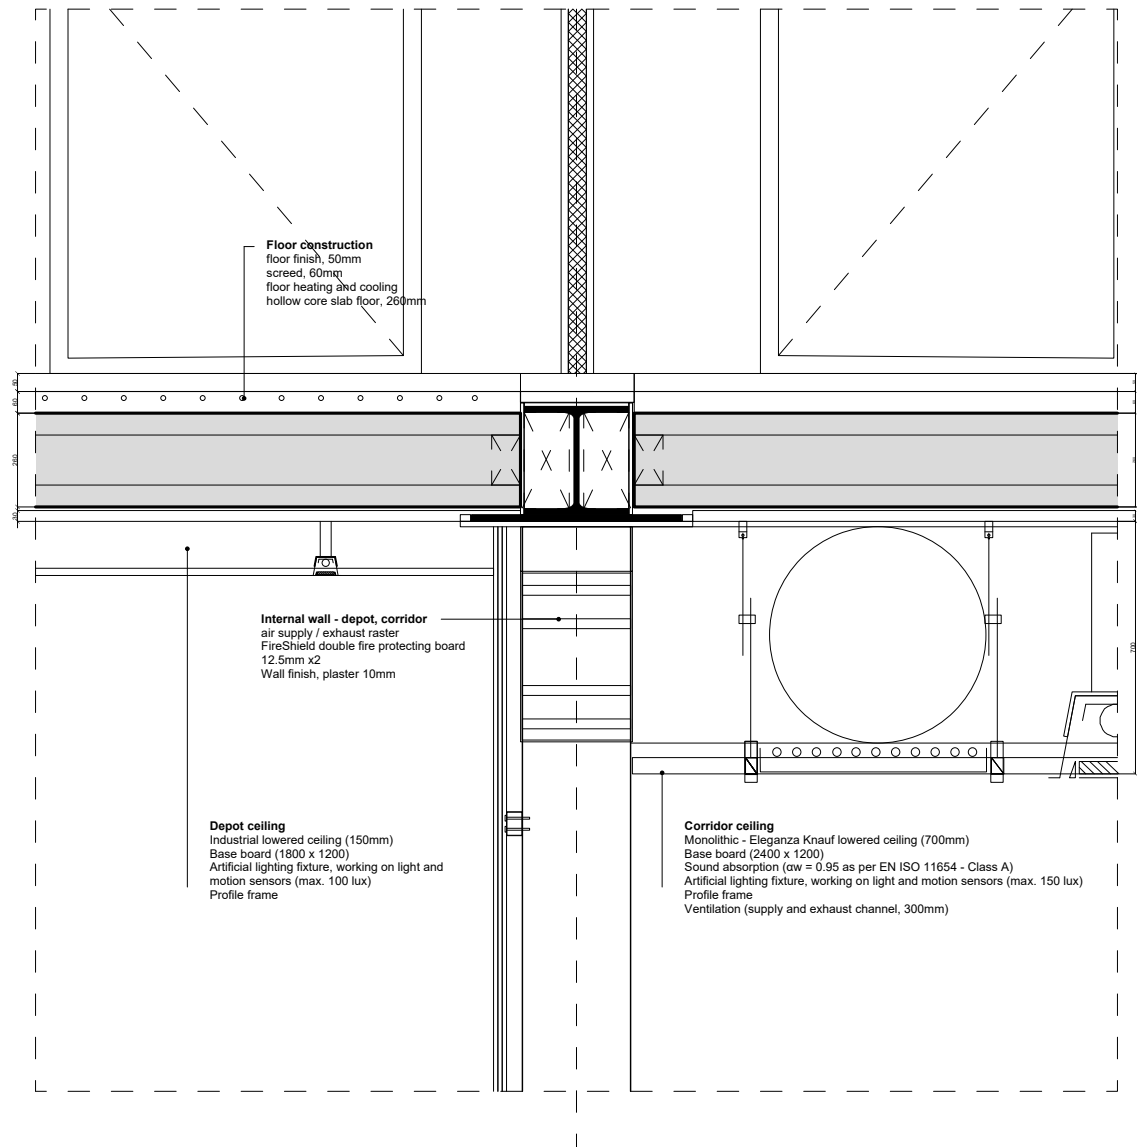 Floor construction
floor finish, 50mm
screed, 60mm
floor heating and cooling
hollow core slab floor, 260mm
60
260
Internal wall - depot, corridor
air supply / exhaust raster
FireShield double fire protecting board
12.5mm x2
Wall finish, plaster 10mm
700
Depot ceiling
Industrial lowered ceiling (150mm)
Base board (1800 x 1200)
Artificial lighting fixture, working on light and
motion sensors (max. 100 lux)
Profile frame
Corridor ceiling
Monolithic - Eleganza Knauf lowered ceiling (700mm)
Base board (2400 x 1200)
Sound absorption (αw = 0.95 as per EN ISO 11654 - Class A)
Artificial lighting fixture, working on light and motion sensors (max. 150 lux)
Profile frame
Ventilation (supply and exhaust channel, 300mm)